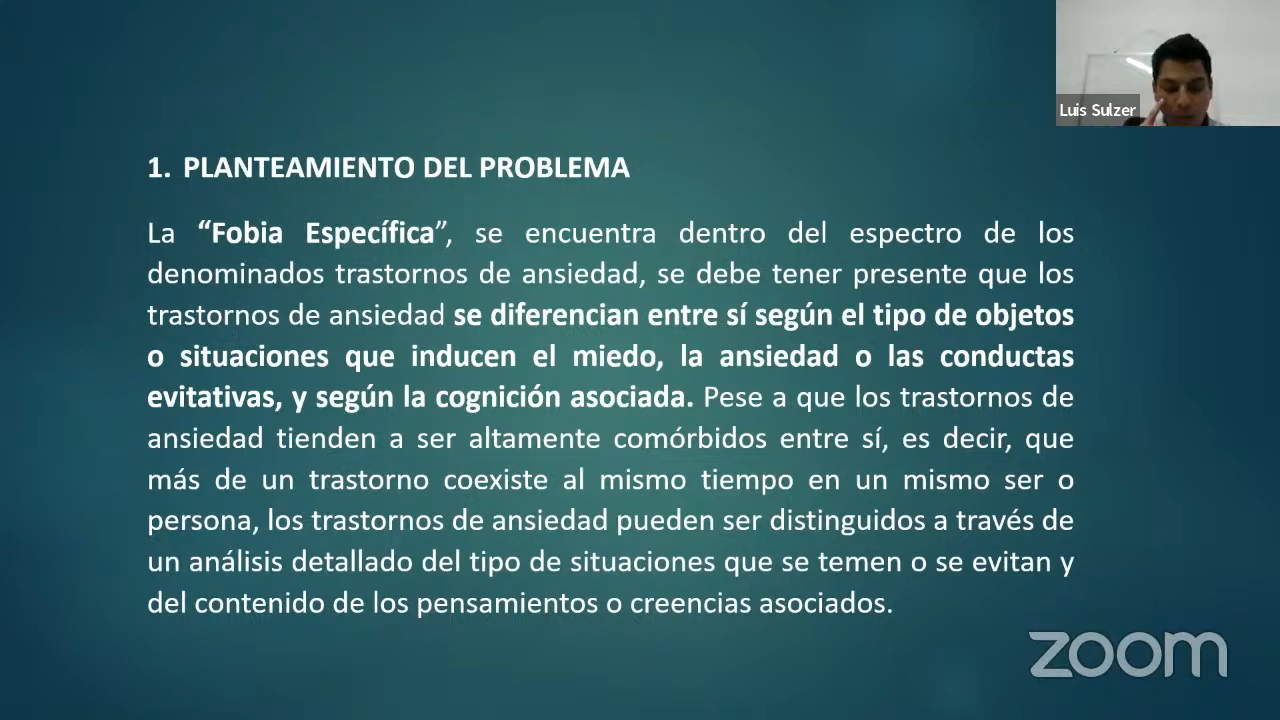 Luis Sulzer
1. PLANTEAMIENTO DEL PROBLEMA
La “Fobia Específica”, se encuentra dentro del espectro de los
denominados trastornos de ansiedad, se debe tener presente que los
trastornos de ansiedad se diferencian entre sí según el tipo de objetos
o situaciones que inducen el miedo, la ansiedad o las conductas
evitativas, y según la cognición asociada. Pese a que los trastornos de
ansiedad tienden a ser altamente comórbidos entre sí, es decir, que
más de un trastorno coexiste al mismo tiempo en un mismo ser o
persona, los trastornos de ansiedad pueden ser distinguidos a través de
un análisis detallado del tipo de situaciones que se temen o se evitan y
del contenido de los pensamientos o creencias asociados.
zoom